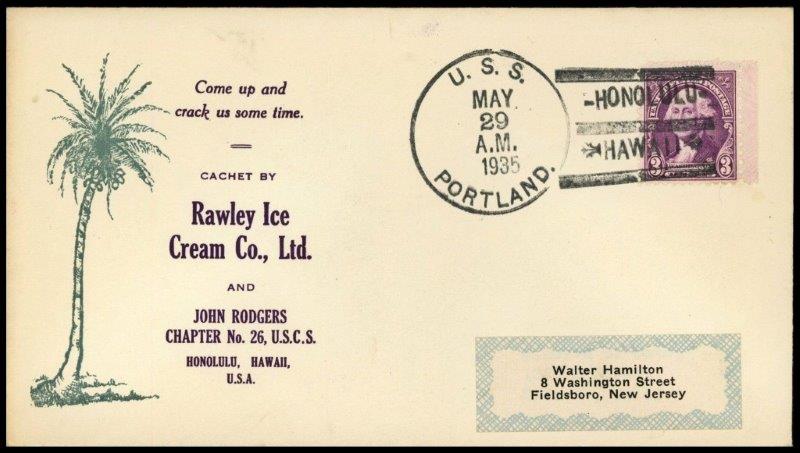 Come up and
crack us some time.
CACHET BY
Rawley Ice
Cream Co., Ltd.
AND
JOHN RODGERS
CHAPTER No. 26, U.S.C.S.
HONOLULU, HAWAII,
U.S.A.
U. S. S.
MAY
29
A.M.
1935
PORTLAND.
-HONOLULU-
HAWAII
3 3
Walter Hamilton
8 Washington Street
Fieldsboro, New Jersey